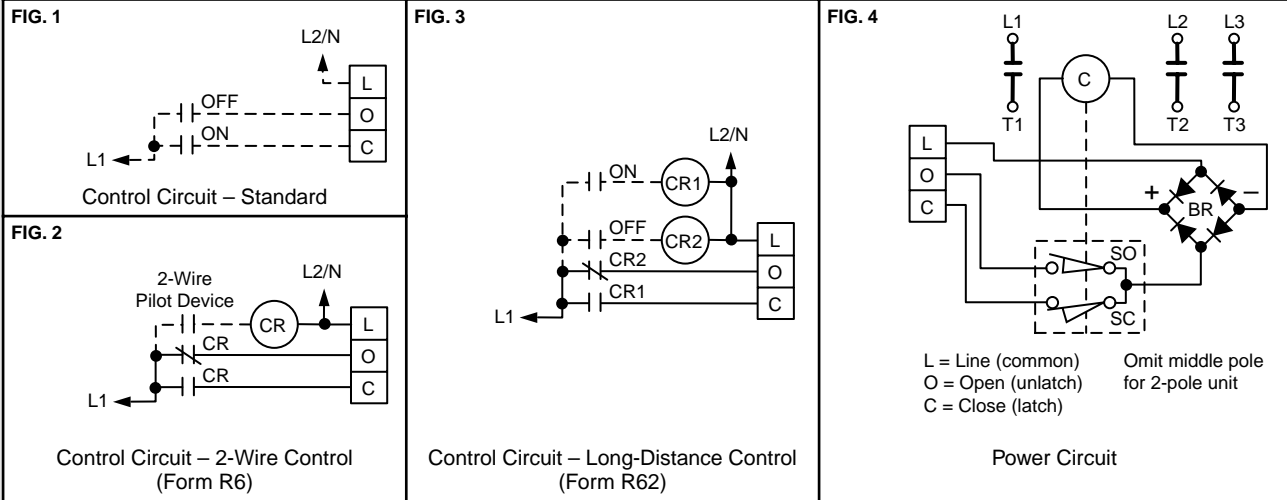 FIG. 1
L2/N
L
OFF
O
ON
C
L1
Control Circuit – Standard
FIG. 2
2-Wire
Pilot Device
L2/N
CR
L
CR
O
CR
C
L1
Control Circuit – 2-Wire Control
(Form R6)
FIG. 3
L2/N
ON
CR1
OFF
CR2
L
CR2
O
CR1
C
L1
Control Circuit – Long-Distance Control
(Form R62)
FIG. 4
L1
L2
L3
C
T1
T2
T3
L
O
C
+
–
BR
SO
SC
L = Line (common)
O = Open (unlatch)
C = Close (latch)
Omit middle pole
for 2-pole unit
Power Circuit